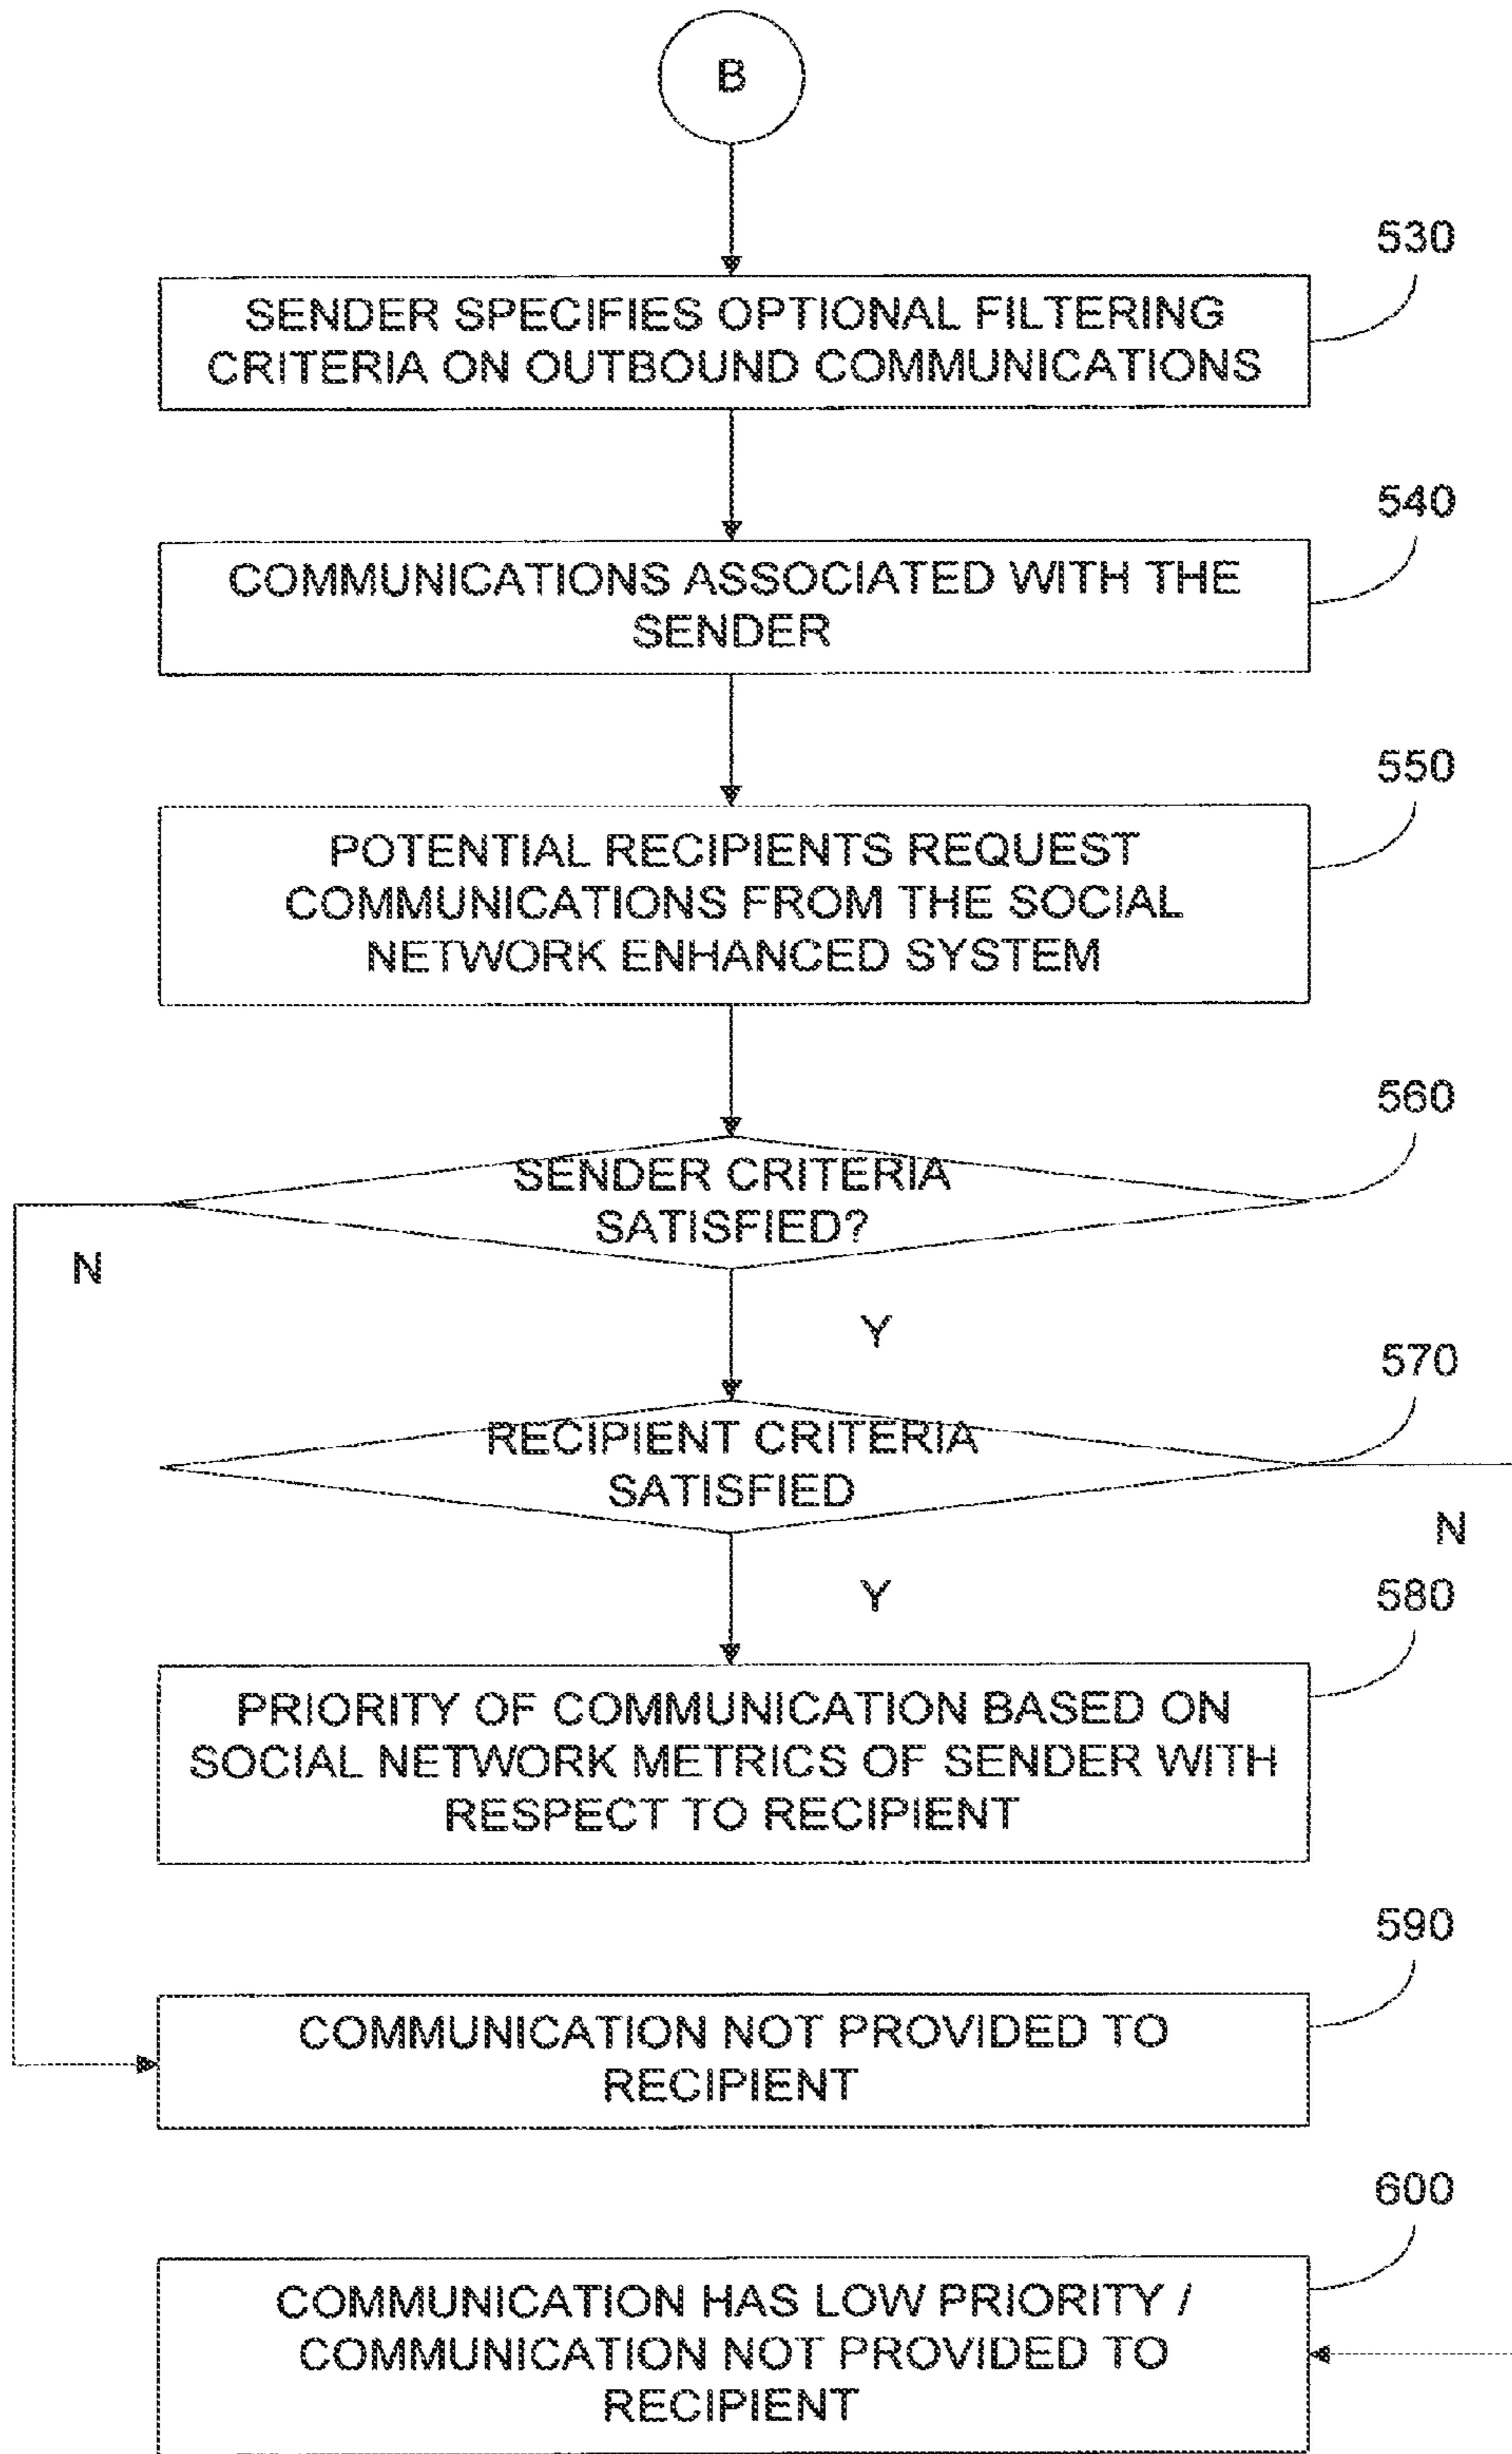 B
530
SENDER SPECIFIES OPTIONAL FILTERING
CRITERIA ON OUTBOUND COMMUNICATIONS
540
COMMUNICATIONS ASSOCIATED WITH THE
SENDER
550
POTENTIAL RECIPIENTS REQUEST
COMMUNICATIONS FROM THE SOCIAL
NETWORK ENHANCED SYSTEM
560
SENDER CRITERIA
SATISFIED?
N
Y
570
RECIPIENT CRITERIA
SATISFIED
N
Y
580
PRIORITY OF COMMUNICATION BASED ON
SOCIAL NETWORK METRICS OF SENDER WITH
RESPECT TO RECIPIENT
590
COMMUNICATION NOT PROVIDED TO
RECIPIENT
600
COMMUNICATION HAS LOW PRIORITY /
COMMUNICATION NOT PROVIDED TO
RECIPIENT